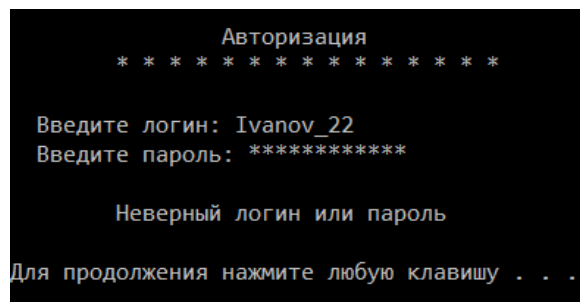 Авторизация
* * * * * * * * * * * * * * *
Введите логин: Ivanov_22
Введите пароль: ************
Неверный логин или пароль
Для продолжения нажмите любую клавишу . . .